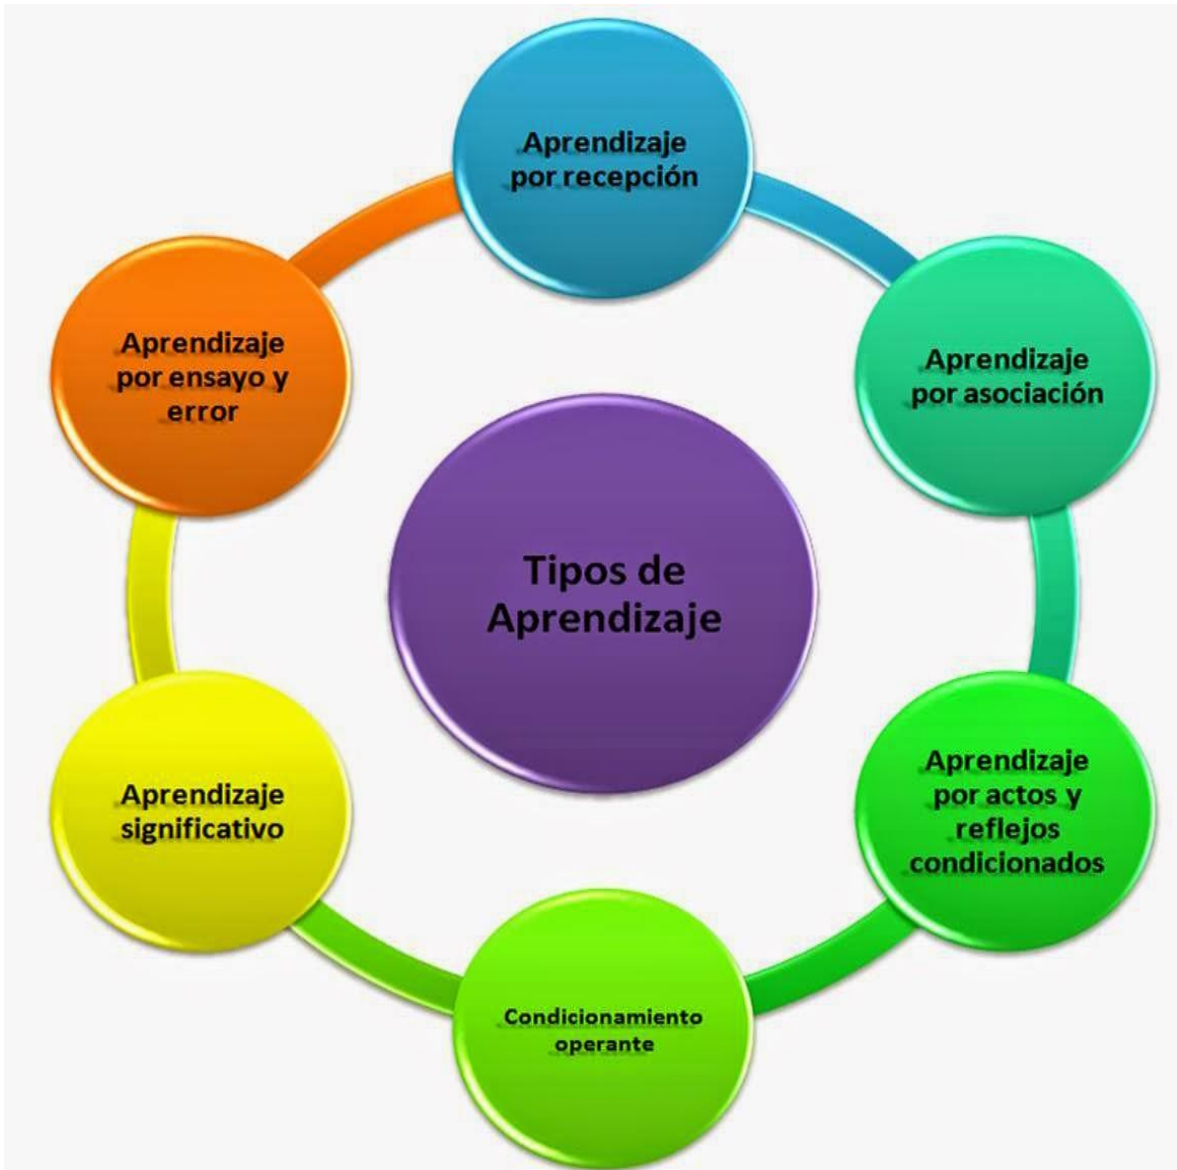 Aprendizaje
por recepción
Aprendizaje
por asociación
Aprendizaje
por actos y
reflejos
condicionados
Condicionamiento
operante
Aprendizaje
significativo
Aprendizaje
por ensayo y
error
Tipos de
Aprendizaje